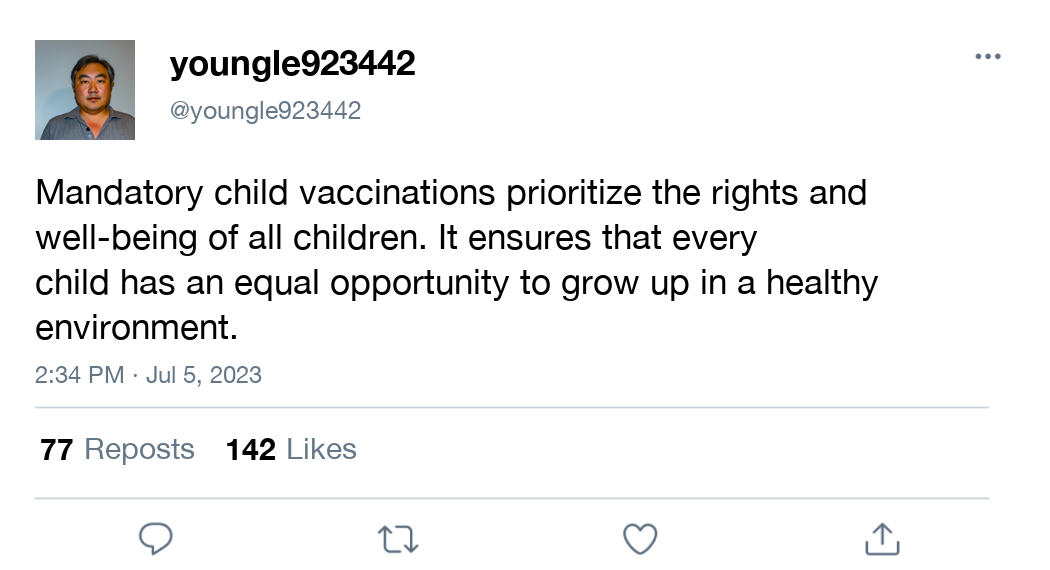 youngle923442
@youngle923442
Mandatory child vaccinations prioritize the rights and
well-being of all children. It ensures that every
child has an equal opportunity to grow up in a healthy
environment.
2:34 PM · Jul 5, 2023
77 Reposts 142 Likes